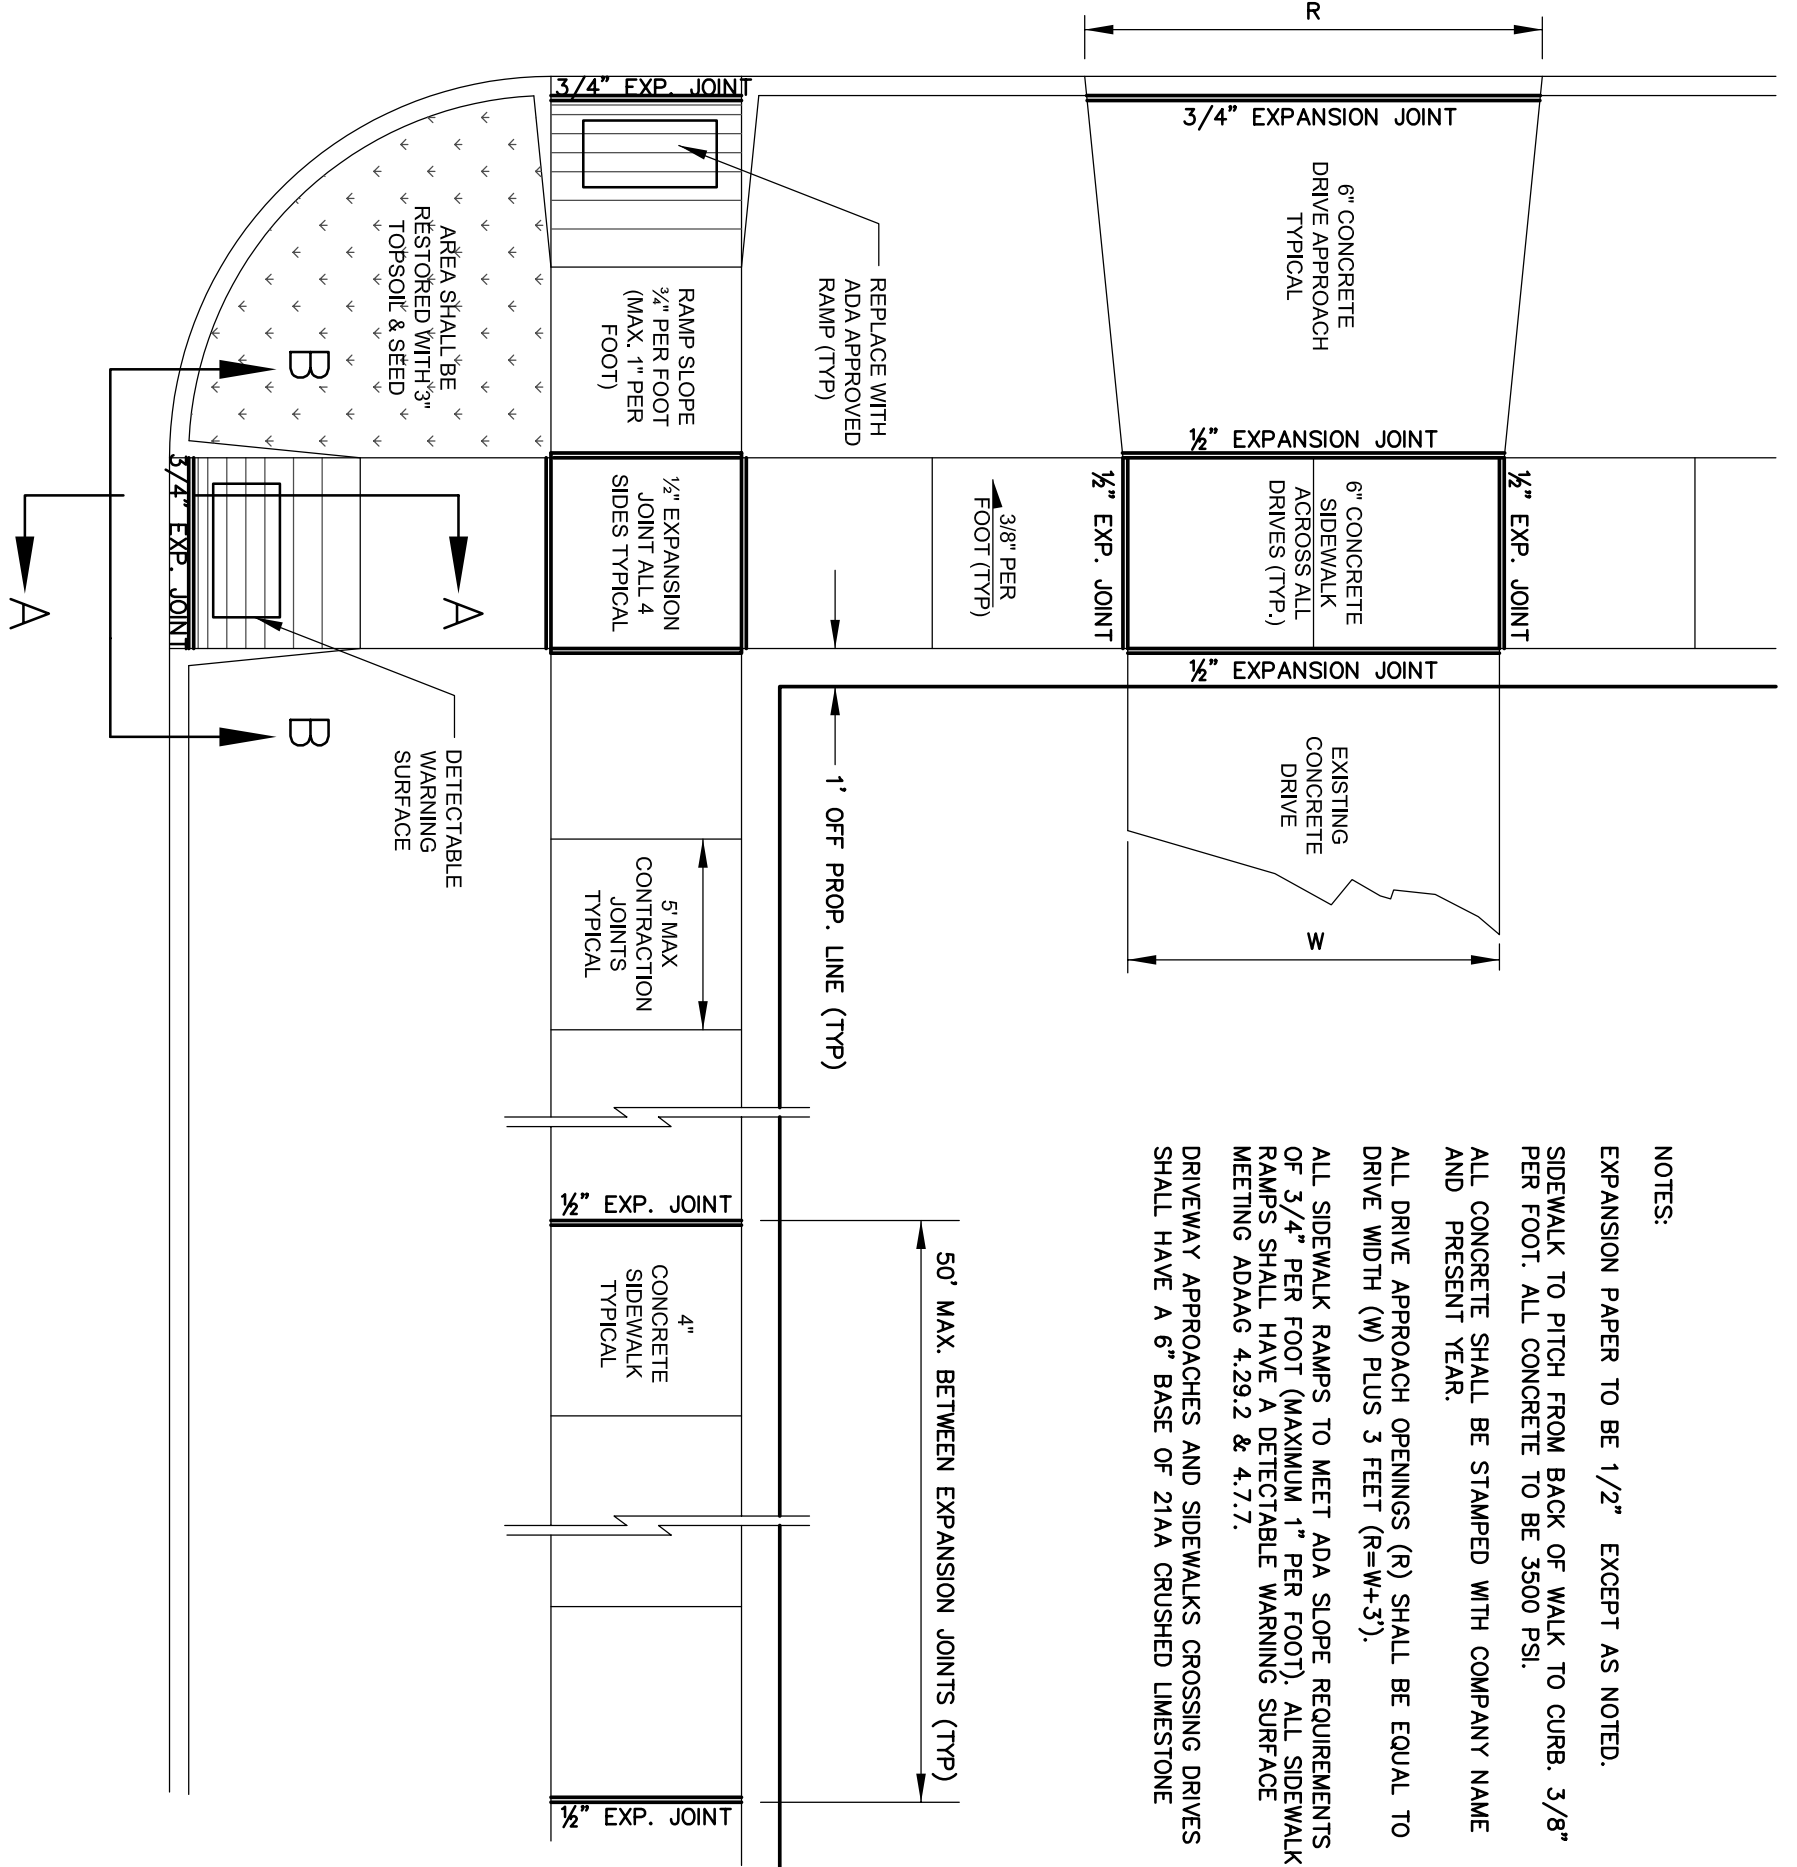 R
3/4" EXP. JOINT
3/4" EXPANSION JOINT
6" CONCRETE
DRIVE APPROACH
TYPICAL
REPLACE WITH
ADA APPROVED
RAMP (TYP)
AREA SHALL BE
RESTORED WITH 3"
TOPSOIL & SEED
RAMP SLOPE
¾" PER FOOT
(MAX. 1" PER
FOOT)
B
½" EXPANSION JOINT
½" EXP. JOINT
6" CONCRETE
SIDEWALK
ACROSS ALL
DRIVES (TYP.)
½" EXP. JOINT
3/8" PER
FOOT (TYP)
½" EXPANSION
JOINT ALL 4
SIDES TYPICAL
3/4" EXP. JOINT
A
A
½" EXPANSION JOINT
B
DETECTABLE
WARNING
SURFACE
EXISTING
CONCRETE
DRIVE
W
1' OFF PROP. LINE (TYP)
5' MAX
CONTRACTION
JOINTS
TYPICAL
½" EXP. JOINT
4"
CONCRETE
SIDEWALK
TYPICAL
50' MAX. BETWEEN EXPANSION JOINTS (TYP)
½" EXP. JOINT
NOTES:
EXPANSION PAPER TO BE 1/2" EXCEPT AS NOTED.
SIDEWALK TO PITCH FROM BACK OF WALK TO CURB. 3/8"
PER FOOT. ALL CONCRETE TO BE 3500 PSI.
ALL CONCRETE SHALL BE STAMPED WITH COMPANY NAME
AND PRESENT YEAR.
ALL DRIVE APPROACH OPENINGS (R) SHALL BE EQUAL TO
DRIVE WIDTH (W) PLUS 3 FEET (R=W+3').
ALL SIDEWALK RAMPS TO MEET ADA SLOPE REQUIREMENTS
OF 3/4" PER FOOT (MAXIMUM 1" PER FOOT). ALL SIDEWALK
RAMPS SHALL HAVE A DETECTABLE WARNING SURFACE
MEETING ADAAG 4.29.2 & 4.7.7.
DRIVEWAY APPROACHES AND SIDEWALKS CROSSING DRIVES
SHALL HAVE A 6" BASE OF 21AA CRUSHED LIMESTONE